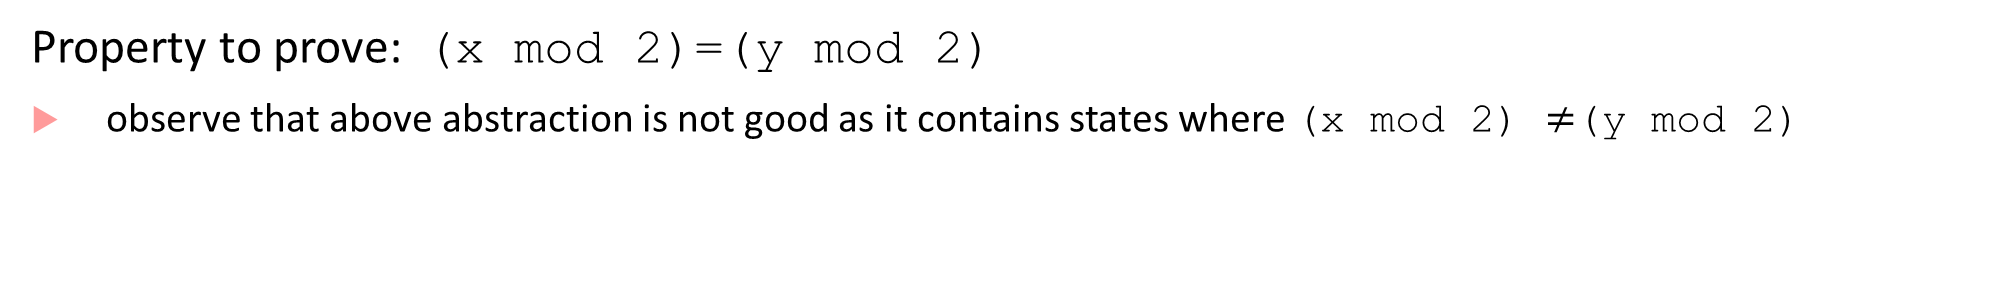 Property to prove: (x mod 2)=(y mod 2)
observe that above abstraction is not good as it contains states where (x mod 2) ≠(y mod 2)